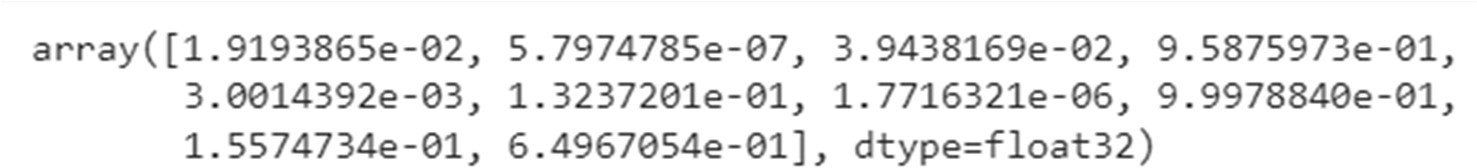 array([1.9193865e-02, 5.7974785e-07, 3.9438169e-02, 9.5875973e-01,
3.0014392e-03, 1.3237201e-01, 1.7716321e-06, 9.9978840e-01,
1.5574734e-01, 6.4967054e-01], dtype=float32)